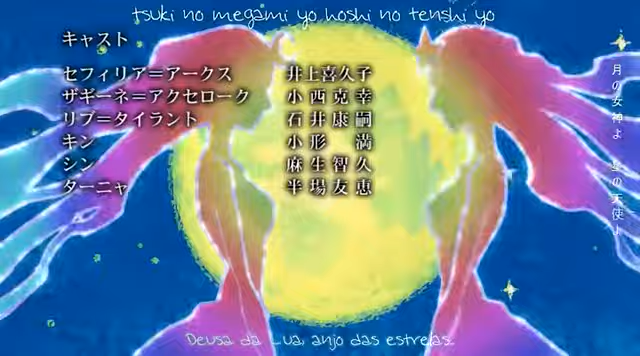 tsuki no megami yo hoshi no tenshi yo
キャスト
セフィリア＝アークス 井上喜久子
ザギーネ＝アクセローク 小西克幸
リブ＝タイラント 石井康嗣
キン 小形 満
シン 麻生智久
ターニャ 半場友恵
月の女神よ 星の天使よ
Deusa da Lua, anjo das estrelas.